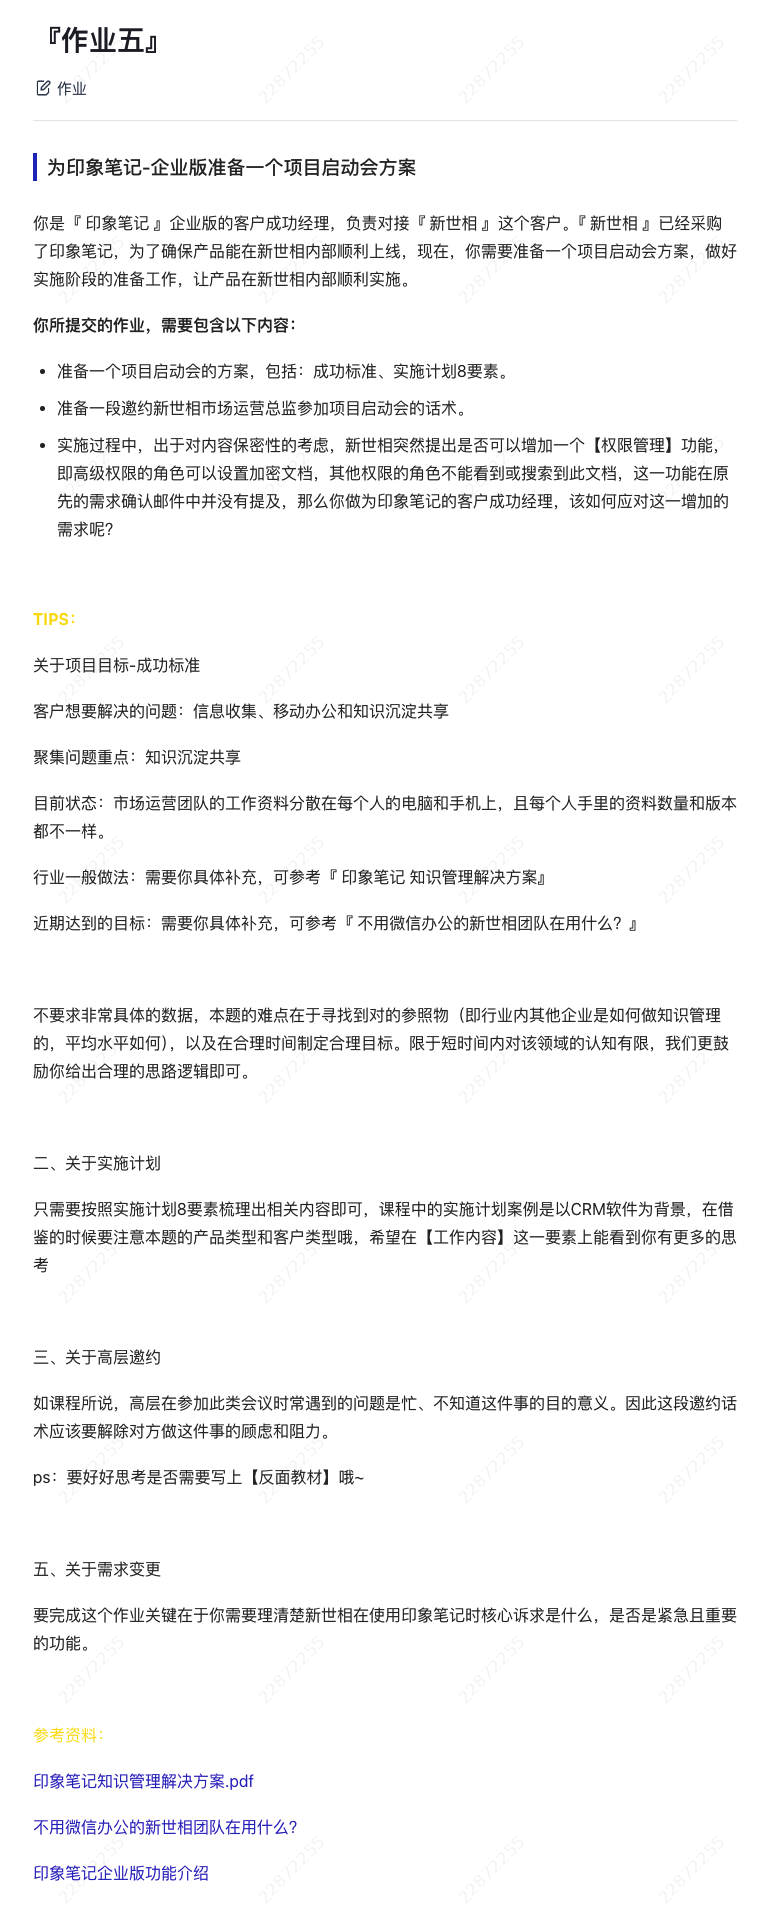 『作业五』
作业
为印象笔记-企业版准备一个项目启动会方案
你是『 印象笔记 』企业版的客户成功经理，负责对接『 新世相 』这个客户。『 新世相 』已经采购
了印象笔记，为了确保产品能在新世相内部顺利上线，现在，你需要准备一个项目启动会方案，做好
实施阶段的准备工作，让产品在新世相内部顺利实施。
你所提交的作业，需要包含以下内容：
• 准备一个项目启动会的方案，包括：成功标准、实施计划8要素。
• 准备一段邀约新世相市场运营总监参加项目启动会的话术。
• 实施过程中，出于对内容保密性的考虑，新世相突然提出是否可以增加一个【权限管理】功能，
即高级权限的角色可以设置加密文档，其他权限的角色不能看到或搜索到此文档，这一功能在原
先的需求确认邮件中并没有提及，那么你做为印象笔记的客户成功经理，该如何应对这一增加的
需求呢？
TIPS：
关于项目目标-成功标准
客户想要解决的问题：信息收集、移动办公和知识沉淀共享
聚集问题重点：知识沉淀共享
目前状态：市场运营团队的工作资料分散在每个人的电脑和手机上，且每个人手里的资料数量和版本
都不一样。
行业一般做法：需要你具体补充，可参考『 印象笔记 知识管理解决方案』
近期达到的目标：需要你具体补充，可参考『 不用微信办公的新世相团队在用什么？』
不要求非常具体的数据，本题的难点在于寻找到对的参照物（即行业内其他企业是如何做知识管理
的，平均水平如何），以及在合理时间制定合理目标。限于短时间内对该领域的认知有限，我们更鼓
励你给出合理的思路逻辑即可。
二、关于实施计划
只需要按照实施计划8要素梳理出相关内容即可，课程中的实施计划案例是以CRM软件为背景，在借
鉴的时候要注意本题的产品类型和客户类型哦，希望在【工作内容】这一要素上能看到你有更多的思
考
三、关于高层邀约
如课程所说，高层在参加此类会议时常遇到的问题是忙、不知道这件事的目的意义。因此这段邀约话
术应该要解除对方做这件事的顾虑和阻力。
ps：要好好思考是否需要写上【反面教材】哦~
五、关于需求变更
要完成这个作业关键在于你需要理清楚新世相在使用印象笔记时核心诉求是什么，是否是紧急且重要
的功能。
参考资料：
印象笔记知识管理解决方案.pdf
不用微信办公的新世相团队在用什么？
印象笔记企业版功能介绍
22872255